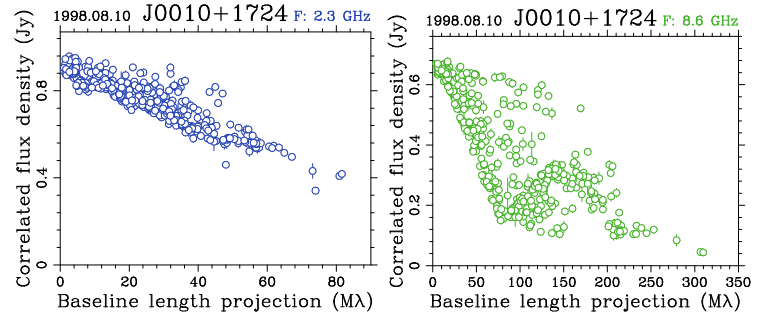 1998.08.10 J0010+1724 F: 2.3 GHz
Correlated flux density (Jy)
0.8
0.4
0
0 20 40 60 80
Baseline length projection (Mλ)
1998.08.10 J0010+1724 F: 8.6 GHz
Correlated flux density (Jy)
0.6
0.4
0.2
0
0 50 100 150 200 250 300 350
Baseline length projection (Mλ)